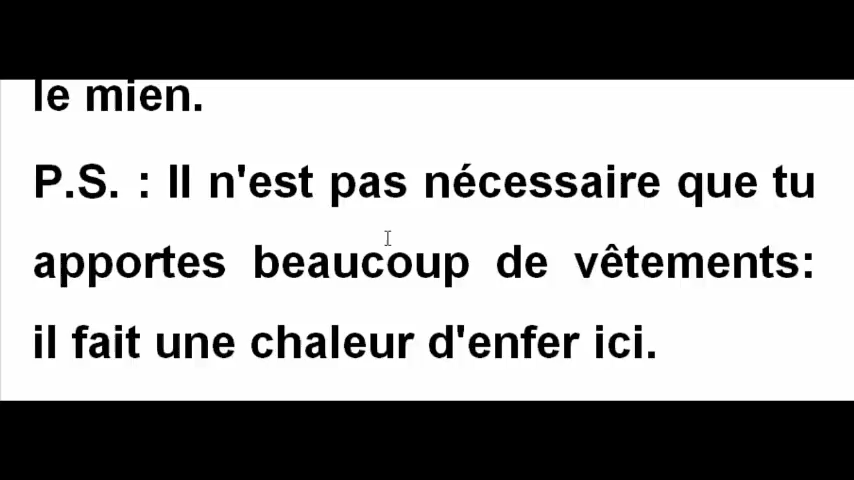 le mien.
P.S. : Il n'est pas nécessaire que tu
apportes beaucoup de vêtements:
il fait une chaleur d'enfer ici.